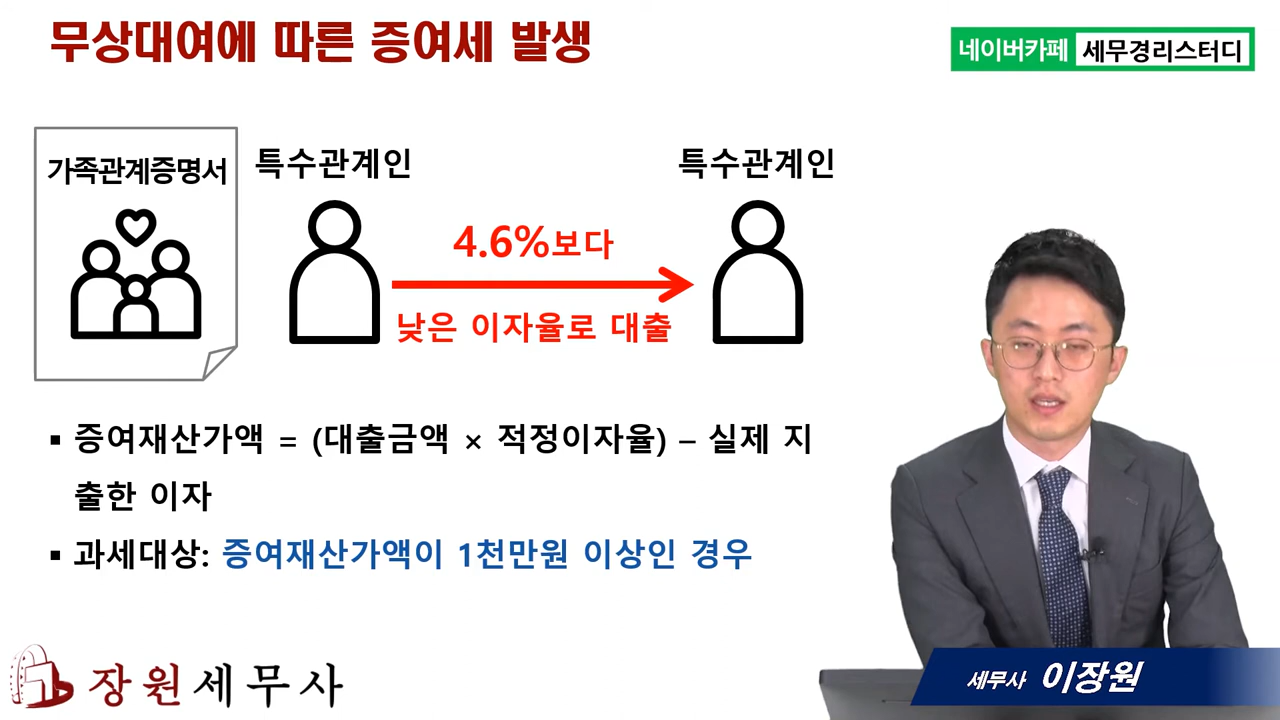 무상대여에 따른 증여세 발생
네이버카페 세무경리스터디
가족관계증명서
특수관계인
특수관계인
4.6%보다
낮은 이자율로 대출
▪ 증여재산가액 = (대출금액 × 적정이자율) – 실제 지
출한 이자
▪ 과세대상: 증여재산가액이 1천만원 이상인 경우
장원세무사
세무사 이장원